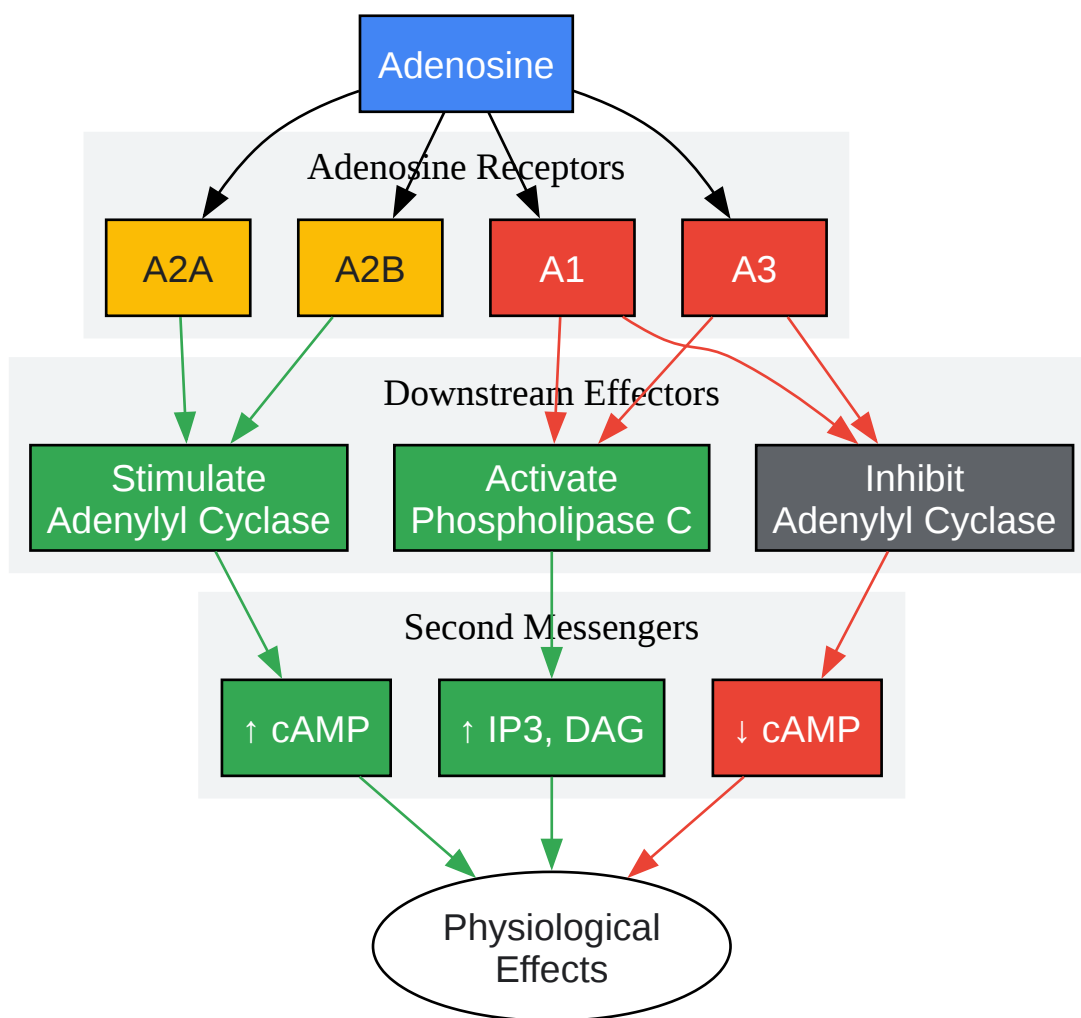 Adenosine
Adenosine Receptors
A2A
A2B
A1
A3
Downstream Effectors
Stimulate
Adenylyl Cyclase
Activate
Phospholipase C
Inhibit
Adenylyl Cyclase
Second Messengers
↑ cAMP
↑ IP3, DAG
↓ cAMP
Physiological
Effects